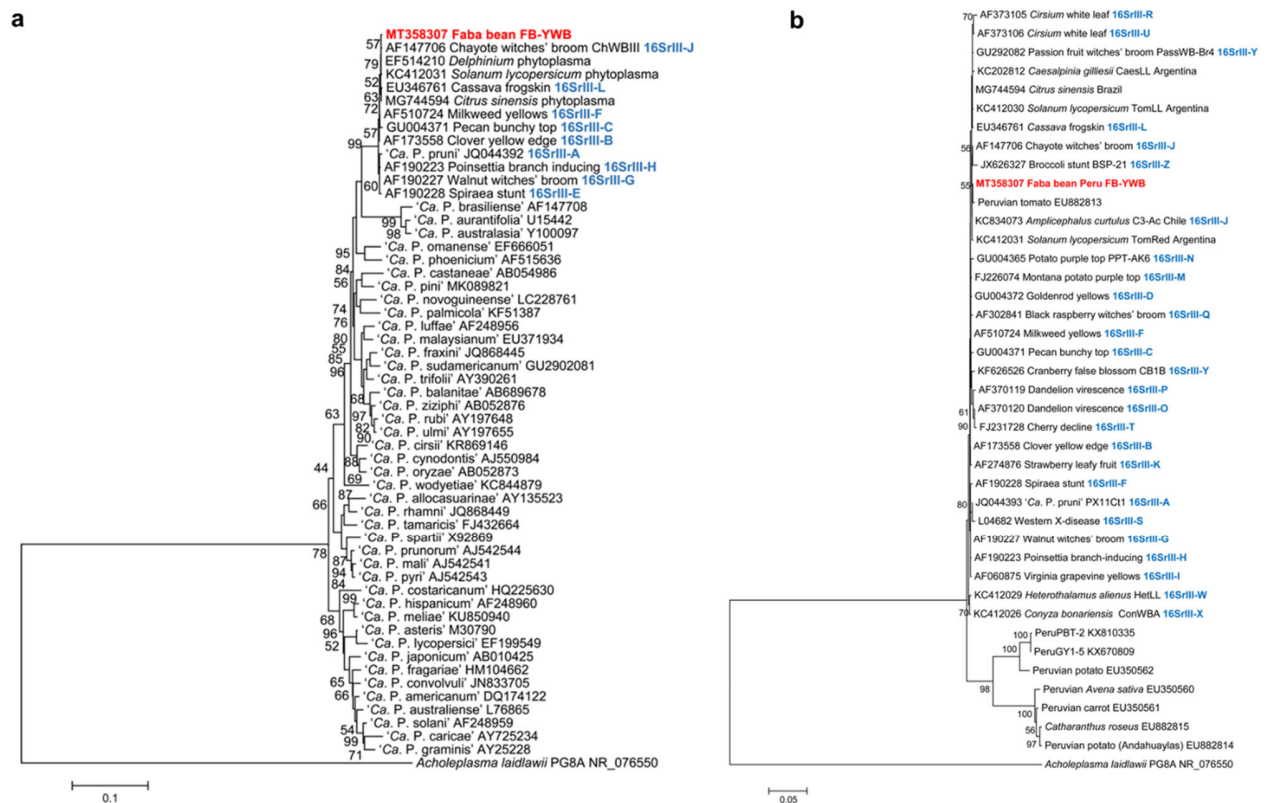 a
MT358307 Faba bean FB-YWB
57
AF147706 Chayote witches' broom ChWBIII 16SrIII-J
79
EF514210 Delphinium phytoplasma
KC412031 Solanum lycopersicum phytoplasma
52
EU346761 Cassava frogskin 16SrIII-L
63
MG744594 Citrus sinensis phytoplasma
72
AF510724 Milkweed yellows 16SrIII-F
57
GU004371 Pecan bunchy top 16SrIII-C
99
AF173558 Clover yellow edge 16SrIII-B
'Ca. P. pruni' JQ044392 16SrIII-A
AF190223 Poinsettia branch inducing 16SrIII-H
60
AF190227 Walnut witches' broom 16SrIII-G
AF190228 Spiraea stunt 16SrIII-E
'Ca. P. brasiliense' AF147708
99
'Ca. P. aurantifolia' U15442
98
'Ca. P. australasia' Y100097
95
'Ca. P. omanense' EF666051
'Ca. P. phoenicium' AF515636
84
'Ca. P. castaneae' AB054986
56
'Ca. P. pini' MK089821
'Ca. P. novoguineense' LC228761
74
'Ca. P. palmicola' KF51387
76
'Ca. P. luffae' AF248956
80
'Ca. P. malaysianum' EU371934
55
'Ca. P. fraxini' JQ868445
85
'Ca. P. sudamericanum' GU2902081
96
'Ca. P. trifolii' AY390261
68
'Ca. P. balanitae' AB689678
'Ca. P. ziziphi' AB052876
63
97
'Ca. P. rubi' AY197648
82
'Ca. P. ulmi' AY197655
90
'Ca. P. cirsii' KR869146
88
'Ca. P. cynodontis' AJ550984
44
'Ca. P. oryzae' AB052873
69
'Ca. P. wodyetiae' KC844879
87
'Ca. P. allocasuarinae' AY135523
66
'Ca. P. rhamni' JQ868449
'Ca. P. tamaricis' FJ432664
'Ca. P. spartii' X92869
78
'Ca. P. prunorum' AJ542544
87
'Ca. P. mali' AJ542541
94
'Ca. P. pyri' AJ542543
84
'Ca. P. costaricanum' HQ225630
99
'Ca. P. hispanicum' AF248960
68
'Ca. P. meliae' KU850940
96
'Ca. P. asteris' M30790
52
'Ca. P. lycopersici' EF199549
'Ca. P. japonicum' AB010425
'Ca. P. fragariae' HM104662
65
'Ca. P. convolvuli' JN833705
66
'Ca. P. americanum' DQ174122
'Ca. P. australiense' L76865
54
'Ca. P. solani' AF248959
99
'Ca. P. caricae' AY725234
71
'Ca. P. graminis' AY25228
Acholeplasma laidlawii PG8A NR_076550
0.1
b
70
AF373105 Cirsium white leaf 16SrIII-R
AF373106 Cirsium white leaf 16SrIII-U
GU292082 Passion fruit witches' broom PassWB-Br4 16SrIII-Y
KC202812 Caesalpinia gilliesii CaesLL Argentina
MG744594 Citrus sinensis Brazil
KC412030 Solanum lycopersicum TomLL Argentina
EU346761 Cassava frogskin 16SrIII-L
56
AF147706 Chayote witches' broom 16SrIII-J
JX626327 Broccoli stunt BSP-21 16SrIII-Z
55
MT358307 Faba bean Peru FB-YWB
Peruvian tomato EU882813
KC834073 Amplicephalus curtulus C3-Ac Chile 16SrIII-J
KC412031 Solanum lycopersicum TomRed Argentina
GU004365 Potato purple top PPT-AK6 16SrIII-N
FJ226074 Montana potato purple top 16SrIII-M
GU004372 Goldenrod yellows 16SrIII-D
AF302841 Black raspberry witches' broom 16SrIII-Q
AF510724 Milkweed yellows 16SrIII-F
GU004371 Pecan bunchy top 16SrIII-C
KF626526 Cranberry false blossom CB1B 16SrIII-Y
AF370119 Dandelion virescence 16SrIII-P
61
AF370120 Dandelion virescence 16SrIII-O
90
FJ231728 Cherry decline 16SrIII-T
AF173558 Clover yellow edge 16SrIII-B
AF274876 Strawberry leafy fruit 16SrIII-K
AF190228 Spiraea stunt 16SrIII-F
80
JQ044393 'Ca. P. pruni' PX11Ct1 16SrIII-A
L04682 Western X-disease 16SrIII-S
AF190227 Walnut witches' broom 16SrIII-G
AF190223 Poinsettia branch-inducing 16SrIII-H
AF060875 Virginia grapevine yellows 16SrIII-I
KC412029 Heterothalamus alienus HetLL 16SrIII-W
70
KC412026 Conyza bonariensis ConWBA 16SrIII-X
100
PeruPBT-2 KX810335
100
PeruGY1-5 KX670809
Peruvian potato EU350562
98
Peruvian Avena sativa EU350560
100
Peruvian carrot EU350561
56
Catharanthus roseus EU882815
97
Peruvian potato (Andahuaylas) EU882814
Acholeplasma laidlawii PG8A NR_076550
0.05